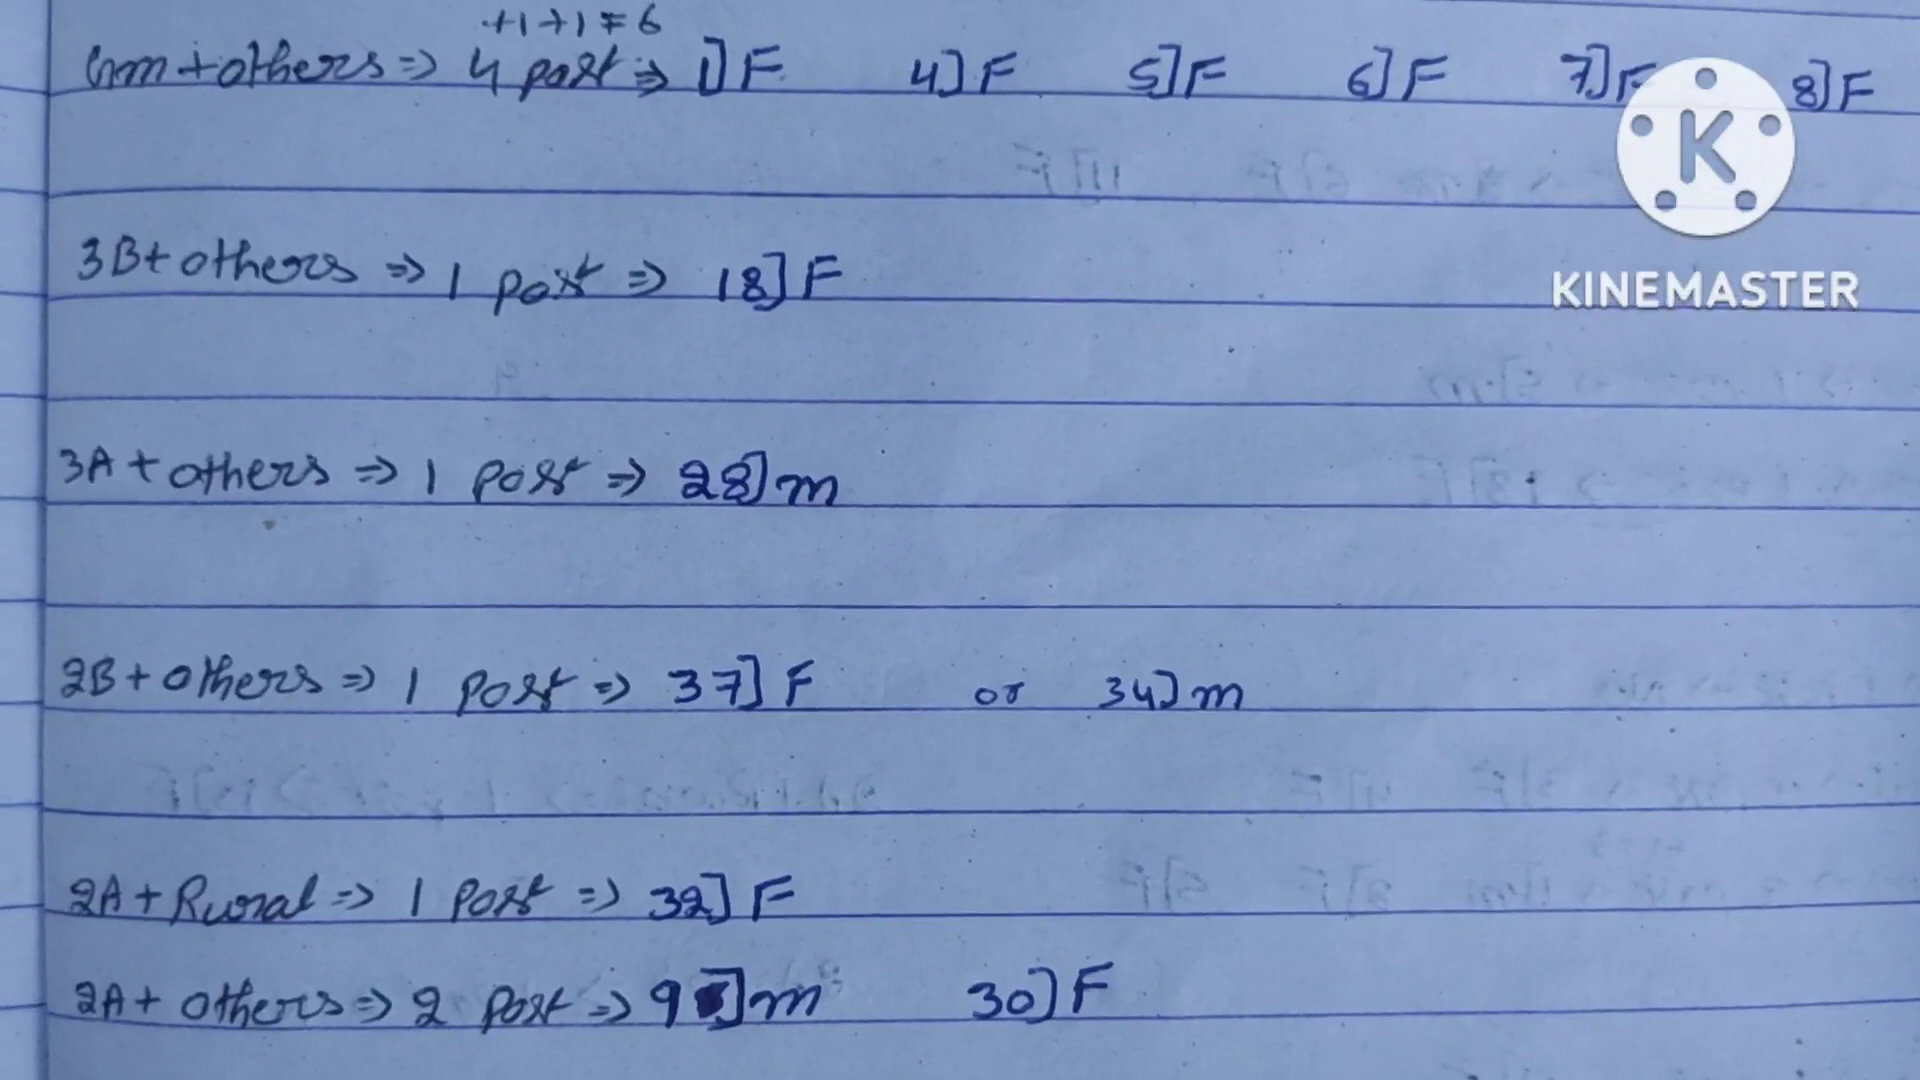 +1+1=6
Gm+others => 4 post => 1]F 4]F 5]F 6]F 7]F 8]F
KINEMASTER
3B+others => 1 post => 18]F
3A+others => 1 post => 28]m
2B+others => 1 post => 37]F or 34]m
2A+Rural => 1 post => 32]F
2A+others => 2 post => 9]m 30]F